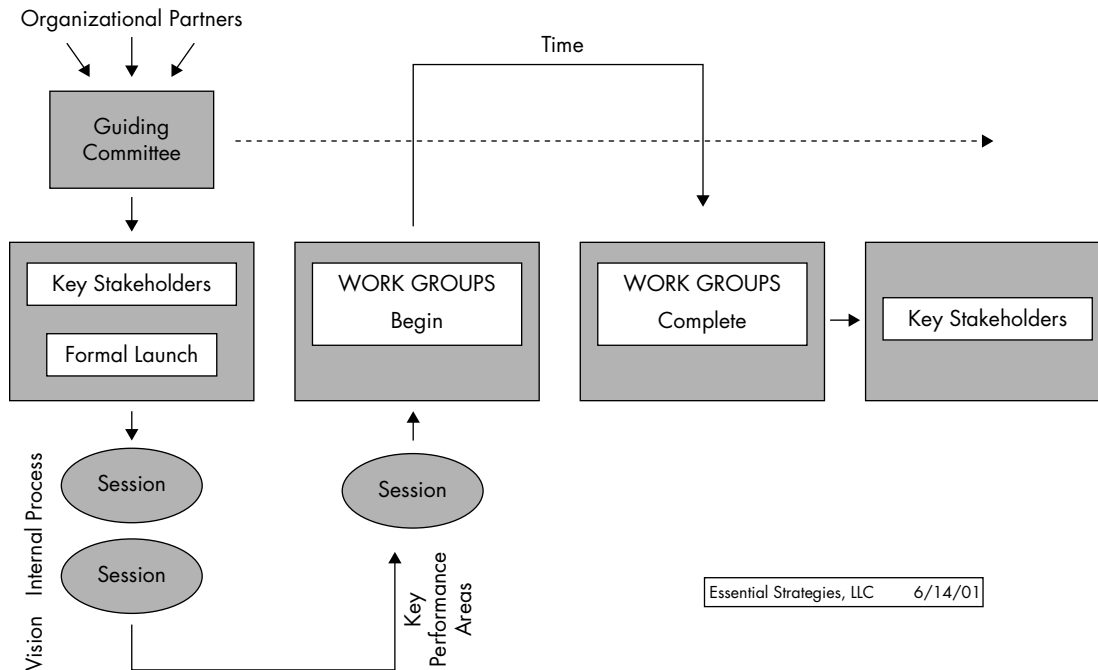 Organizational Partners
Time
Guiding
Committee
Key Stakeholders
Formal Launch
WORK GROUPS
Begin
WORK GROUPS
Complete
Key Stakeholders
Internal Process
Session
Session
Vision
Session
Key
Performance
Areas
Essential Strategies, LLC 6/14/01